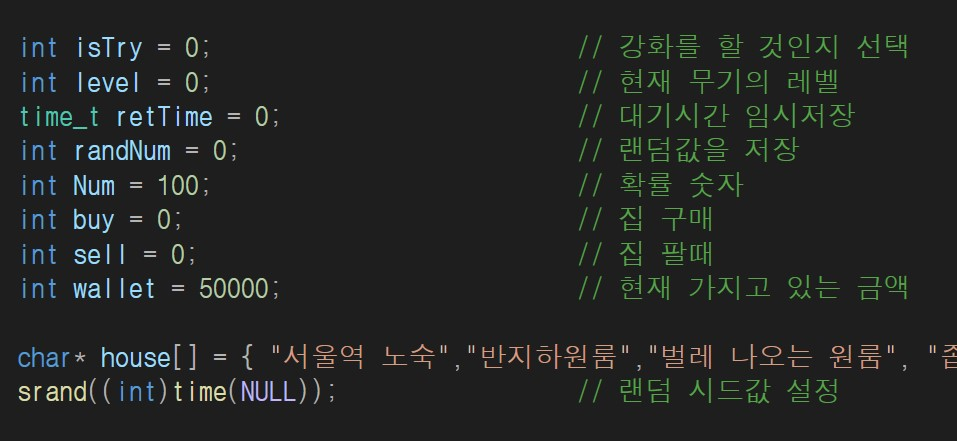 int isTry = 0; // 강화를 할 것인지 선택
int level = 0; // 현재 무기의 레벨
time_t retTime = 0; // 대기시간 임시저장
int randNum = 0; // 랜덤값을 저장
int Num = 100; // 확률 숫자
int buy = 0; // 집 구매
int sell = 0; // 집 팔때
int wallet = 50000; // 현재 가지고 있는 금액
char* house[] = { "서울역 노숙","반지하원룸","벌레 나오는 원룸", "좁
srand((int)time(NULL)); // 랜덤 시드값 설정